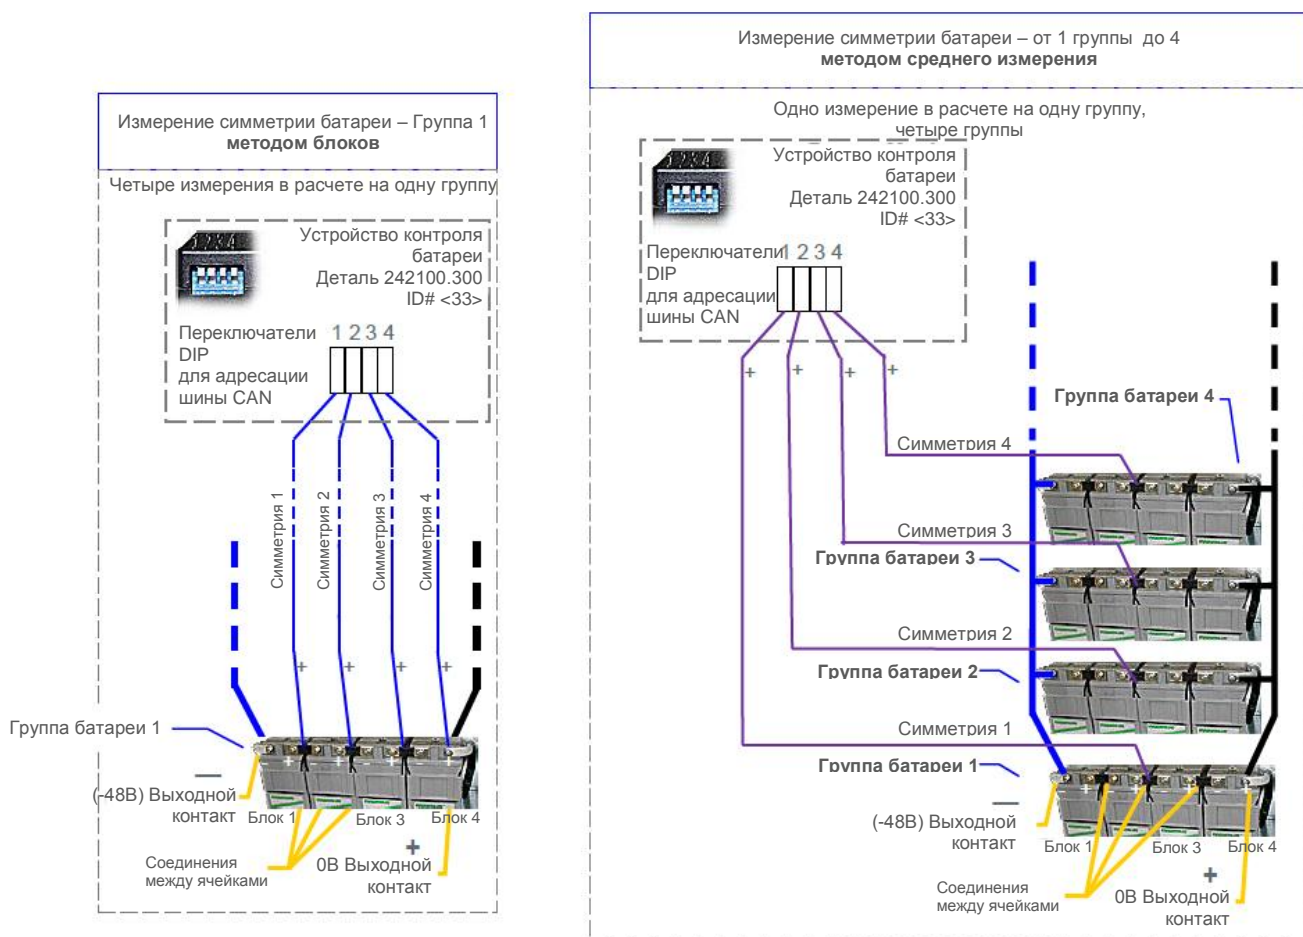 Измерение симметрии батареи – Группа 1
методом блоков
Четыре измерения в расчете на одну группу
Устройство контроля
батареи
Деталь 242100.300
ID# <33>
Переключатели
DIP
для адресации
шины CAN
1 2 3 4
Симметрия 1
Симметрия 2
Симметрия 3
Симметрия 4
+
+
+
+
Группа батареи 1
—
(-48В) Выходной
контакт
Блок 1
Блок 3
Блок 4
Соединения
между ячейками
+
0В Выходной
контакт
Измерение симметрии батареи – от 1 группы до 4
методом среднего измерения
Одно измерение в расчете на одну группу,
четыре группы
Устройство контроля
батареи
Деталь 242100.300
ID# <33>
Переключатели
DIP
для адресации
шины CAN
1 2 3 4
+
+
+
+
Группа батареи 4
Симметрия 4
Симметрия 3
Группа батареи 3
Симметрия 2
Группа батареи 2
Симметрия 1
Группа батареи 1
—
(-48В) Выходной
контакт
Блок 1
Блок 3
Блок 4
Соединения
между ячейками
+
0В Выходной
контакт